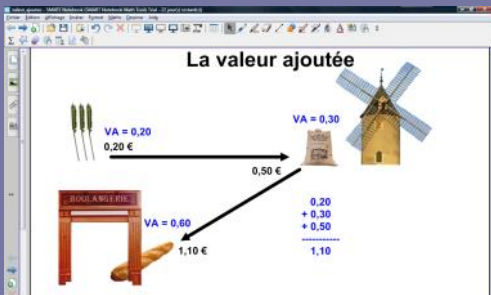 La valeur ajoutée
VA = 0,20
0,20 €
VA = 0,30
0,50 €
BOULANGERIE
VA = 0,60
1,10 €
0,20
+ 0,30
+ 0,50
-----------
1,10